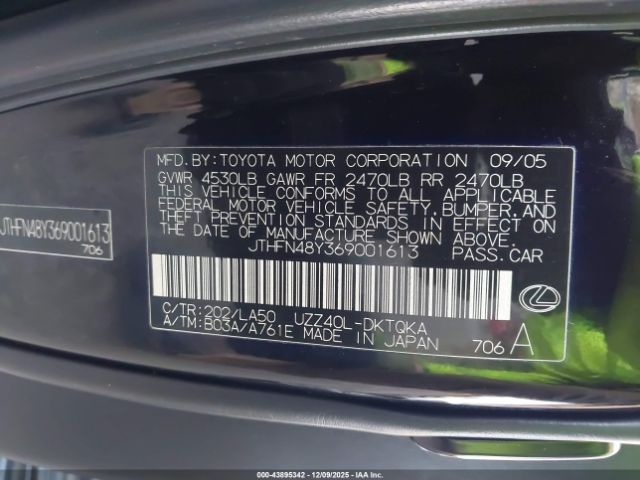 JTHFN48Y369001613
706
MFD.BY:TOYOTA MOTOR CORPORATION 09/05
GVWR 4530LB GAWR FR 2470LB RR 2470LB
THIS VEHICLE CONFORMS TO ALL APPLICABLE
FEDERAL MOTOR VEHICLE SAFETY,BUMPER,AND
THEFT PREVENTION STANDARDS IN EFFECT ON
THE DATE OF MANUFACTURE SHOWN ABOVE.
JTHFN48Y369001613 PASS.CAR
C/TR:202/LA50 UZZ40L-DKTQKA
A/TM:B03A/A761E MADE IN JAPAN 706 A
000-43895342 - 12/09/2025 - IAAI.COM